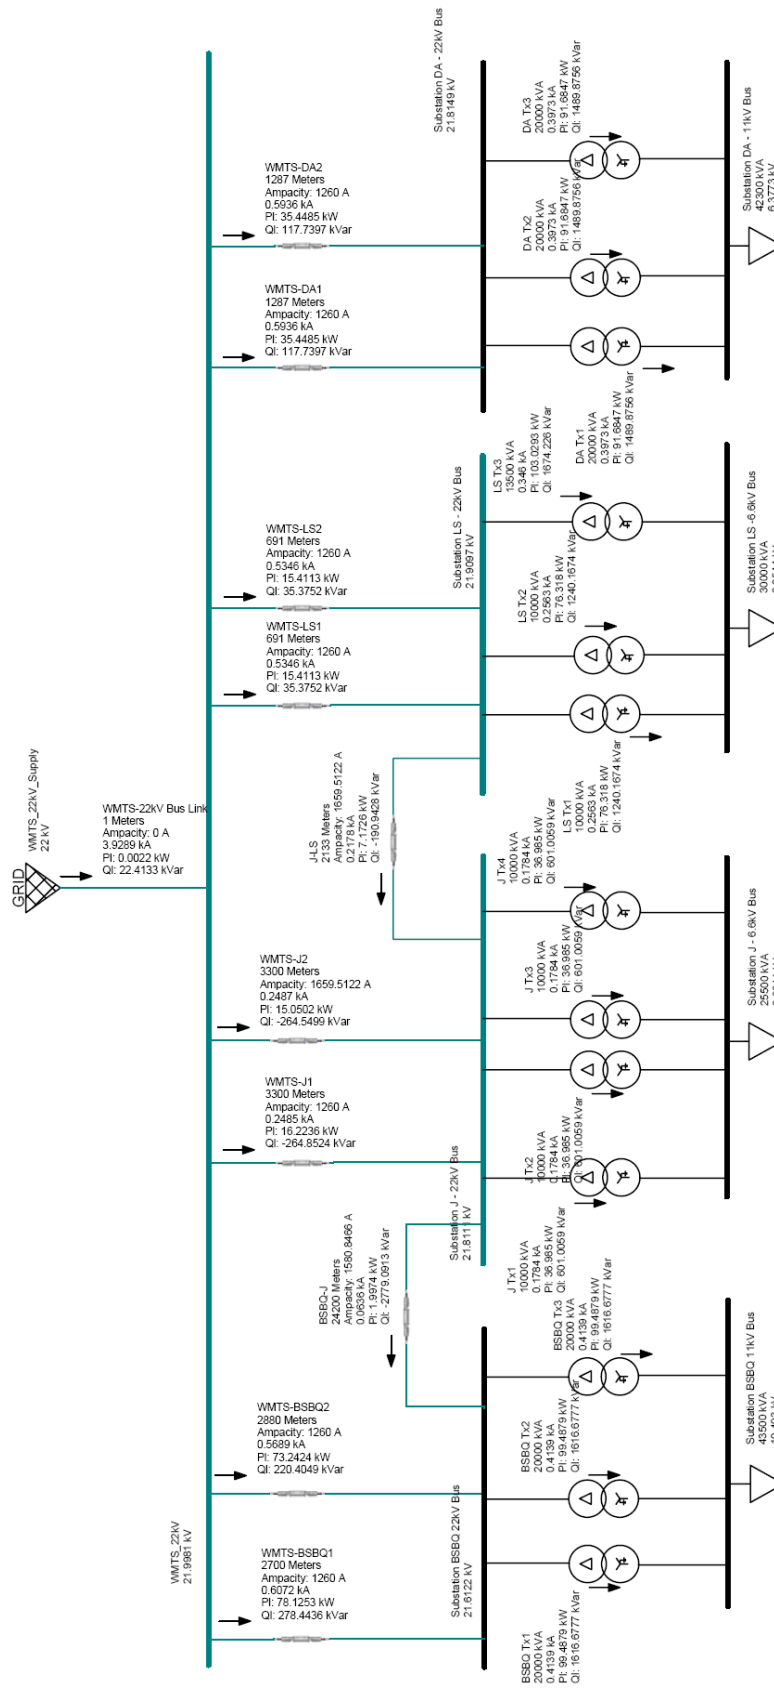 GRID
WMTS_22kV_Supply
22 kV
WMTS-22kV Bus Link
1 Meters
Ampacity: 0 A
3.9289 kA
Pl: 0.0022 kW
Ql: 22.4133 kVar
WMTS_22kV
21.9981 kV
WMTS-DA2
1287 Meters
Ampacity: 1260 A
0.5936 kA
Pl: 35.4485 kW
Ql: 117.7397 kVar
WMTS-DA1
1287 Meters
Ampacity: 1260 A
0.5936 kA
Pl: 35.4485 kW
Ql: 117.7397 kVar
WMTS-LS2
691 Meters
Ampacity: 1260 A
0.5346 kA
Pl: 15.4113 kW
Ql: 35.3752 kVar
WMTS-LS1
691 Meters
Ampacity: 1260 A
0.5346 kA
Pl: 15.4113 kW
Ql: 35.3752 kVar
WMTS-J2
3300 Meters
Ampacity: 1659.5122 A
0.2487 kA
Pl: 15.0502 kW
Ql: -264.5499 kVar
WMTS-J1
3300 Meters
Ampacity: 1260 A
0.2485 kA
Pl: 16.2236 kW
Ql: -264.8524 kVar
WMTS-BSBQ2
2880 Meters
Ampacity: 1260 A
0.5689 kA
Pl: 73.2424 kW
Ql: 220.4049 kVar
WMTS-BSBQ1
2700 Meters
Ampacity: 1260 A
0.6072 kA
Pl: 78.1253 kW
Ql: 278.4436 kVar
J-LS
2133 Meters
Ampacity: 1659.5122 A
0.2178 kA
Pl: 7.1726 kW
Ql: -190.9428 kVar
BSBQ-J
24200 Meters
Ampacity: 1580.8466 A
0.0636 kA
Pl: 1.9974 kW
Ql: -2779.0913 kVar
Substation DA - 22kV Bus
21.8149 kV
Substation LS - 22kV Bus
21.9097 kV
Substation J - 22kV Bus
21.8111 kV
Substation BSBQ 22kV Bus
21.6122 kV
DA Tx3
20000 kVA
0.3973 kA
Pl: 91.6847 kW
Ql: 1489.8756 kVar
DA Tx2
20000 kVA
0.3973 kA
Pl: 91.6847 kW
Ql: 1489.8756 kVar
DA Tx1
20000 kVA
0.3973 kA
Pl: 91.6847 kW
Ql: 1489.8756 kVar
LS Tx3
13500 kVA
0.346 kA
Pl: 103.0293 kW
Ql: 1674.226 kVar
LS Tx2
10000 kVA
0.2563 kA
Pl: 76.318 kW
Ql: 1240.1674 kVar
LS Tx1
10000 kVA
0.2563 kA
Pl: 76.318 kW
Ql: 1240.1674 kVar
J Tx4
10000 kVA
0.1784 kA
Pl: 36.985 kW
Ql: 601.0059 kVar
J Tx3
10000 kVA
0.1784 kA
Pl: 36.985 kW
Ql: 601.0059 kVar
J Tx2
10000 kVA
0.1784 kA
Pl: 36.985 kW
Ql: 601.0059 kVar
J Tx1
10000 kVA
0.1784 kA
Pl: 36.985 kW
Ql: 601.0059 kVar
BSBQ Tx3
20000 kVA
0.4139 kA
Pl: 99.4879 kW
Ql: 1616.6777 kVar
BSBQ Tx2
20000 kVA
0.4139 kA
Pl: 99.4879 kW
Ql: 1616.6777 kVar
BSBQ Tx1
20000 kVA
0.4139 kA
Pl: 99.4879 kW
Ql: 1616.6777 kVar
Substation DA - 11kV Bus
42300 kVA
6.3773 kV
Substation LS -6.6kV Bus
30000 kVA
Substation J - 6.6kV Bus
25500 kVA
Substation BSBQ 11kV Bus
43500 kVA